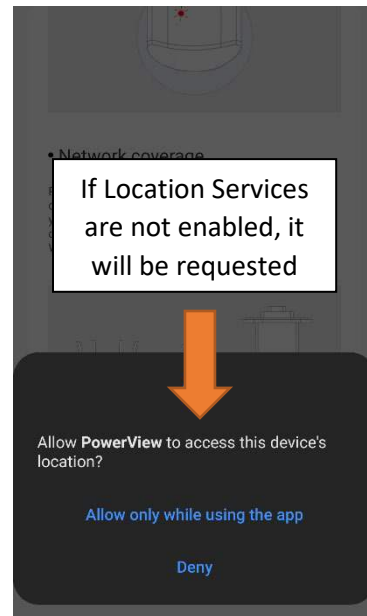 • Network coverage
If Location Services
are not enabled, it
will be requested
Allow PowerView to access this device's
location?
Allow only while using the app
Deny